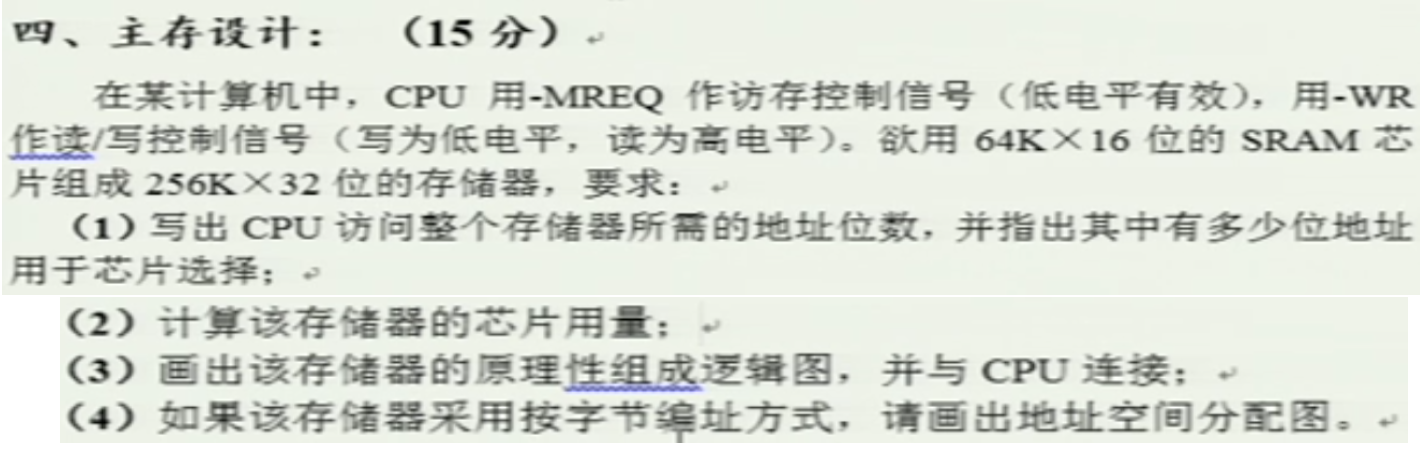 四、主存设计: （15 分）
在某计算机中，CPU 用-MREQ 作访存控制信号（低电平有效），用-WR
作读/写控制信号（写为低电平，读为高电平）。欲用 64K×16 位的 SRAM 芯
片组成 256K×32 位的存储器，要求:
（1）写出 CPU 访问整个存储器所需的地址位数，并指出其中有多少位地址
用于芯片选择;
（2）计算该存储器的芯片用量;
（3）画出该存储器的原理性组成逻辑图，并与 CPU 连接;
（4）如果该存储器采用按字节编址方式，请画出地址空间分配图。